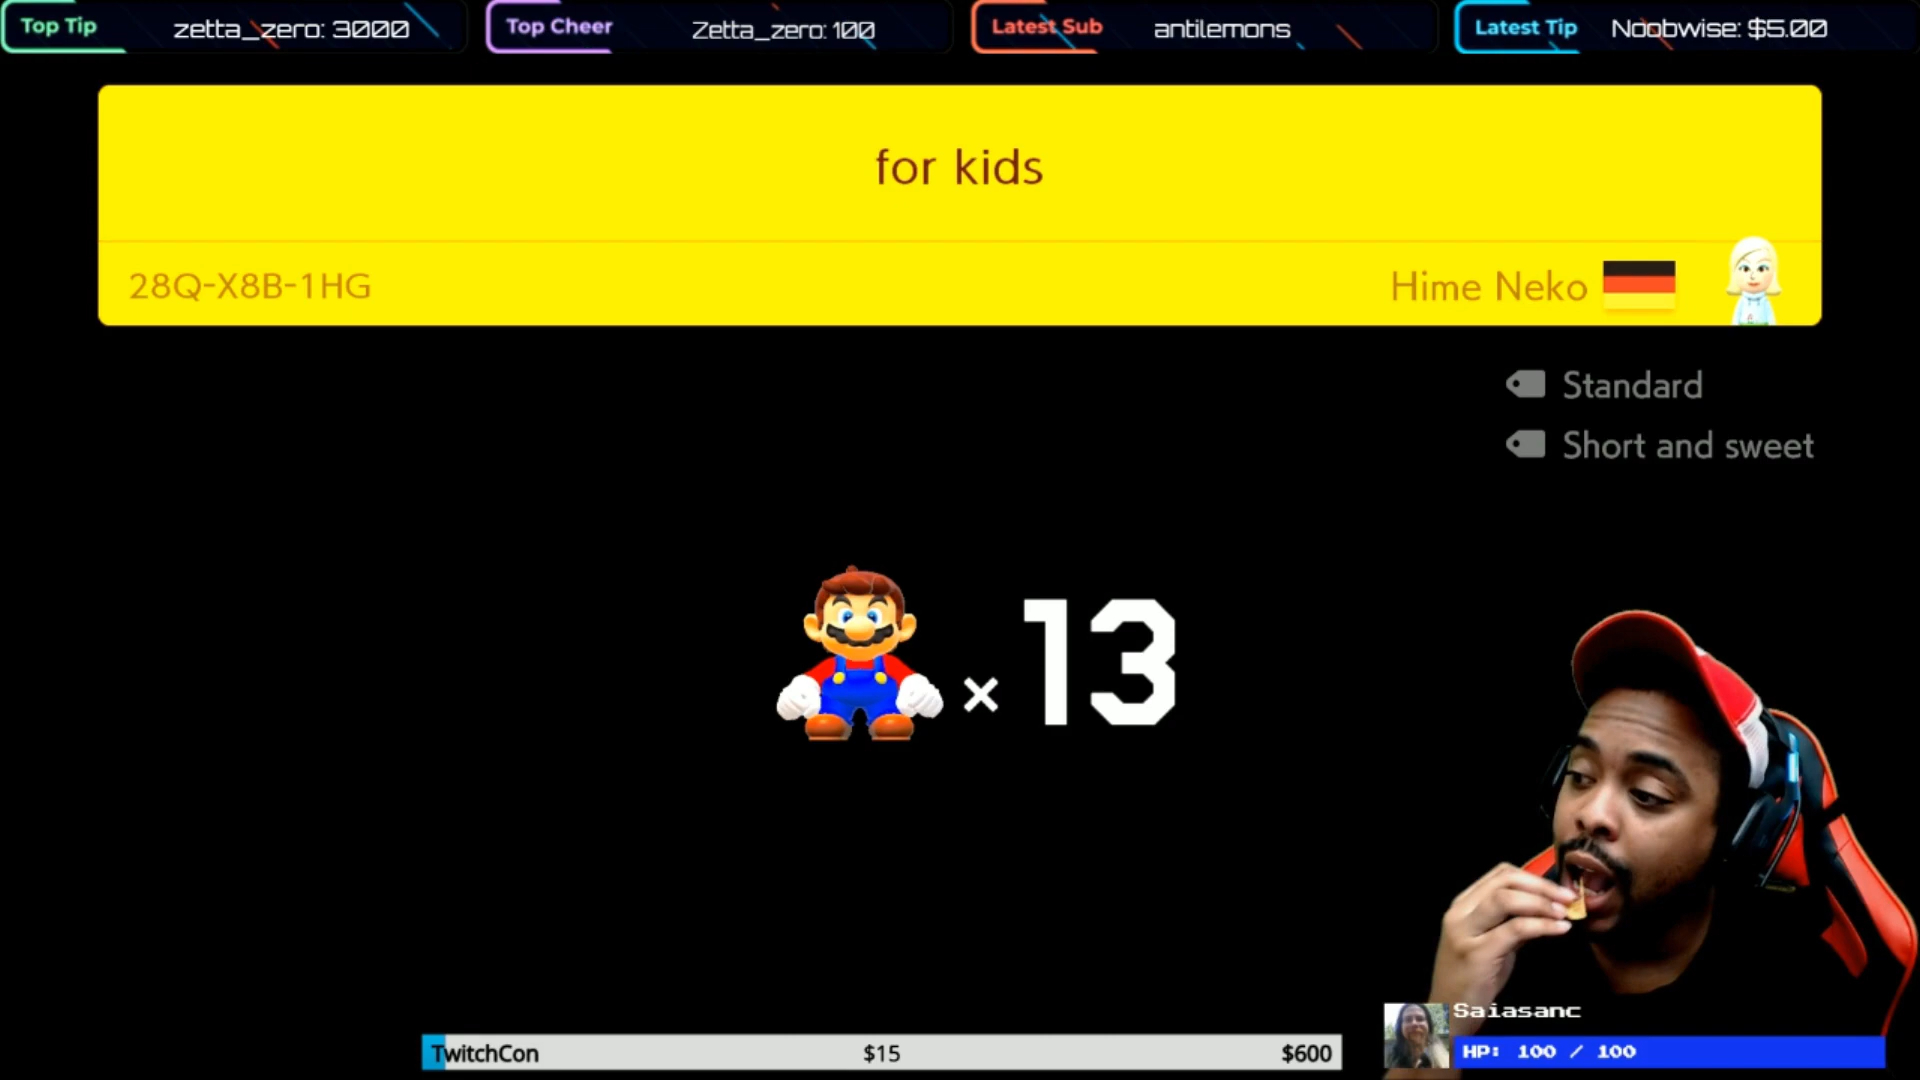 Top Tip
zetta_zero: 3000
Top Cheer
Zetta_zero: 100
Latest Sub
antilemons
Latest Tip
Noobwise: $5.00
for kids
28Q-X8B-1HG
Hime Neko
Standard
Short and sweet
× 13
Saiasanc
HP: 100 / 100
TwitchCon
$15
$600